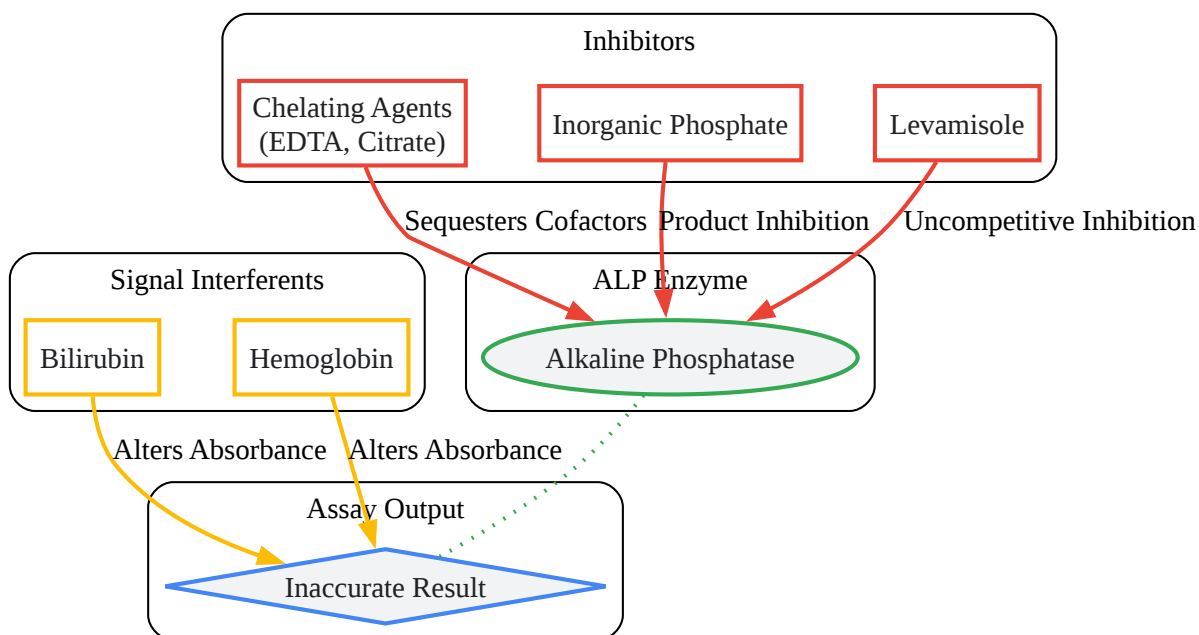 Inhibitors
Chelating Agents
(EDTA, Citrate)
Inorganic Phosphate
Levamisole
Sequesters Cofactors
Product Inhibition
Uncompetitive Inhibition
Signal Interferents
ALP Enzyme
Bilirubin
Hemoglobin
Alkaline Phosphatase
Alters Absorbance
Alters Absorbance
Assay Output
Inaccurate Result